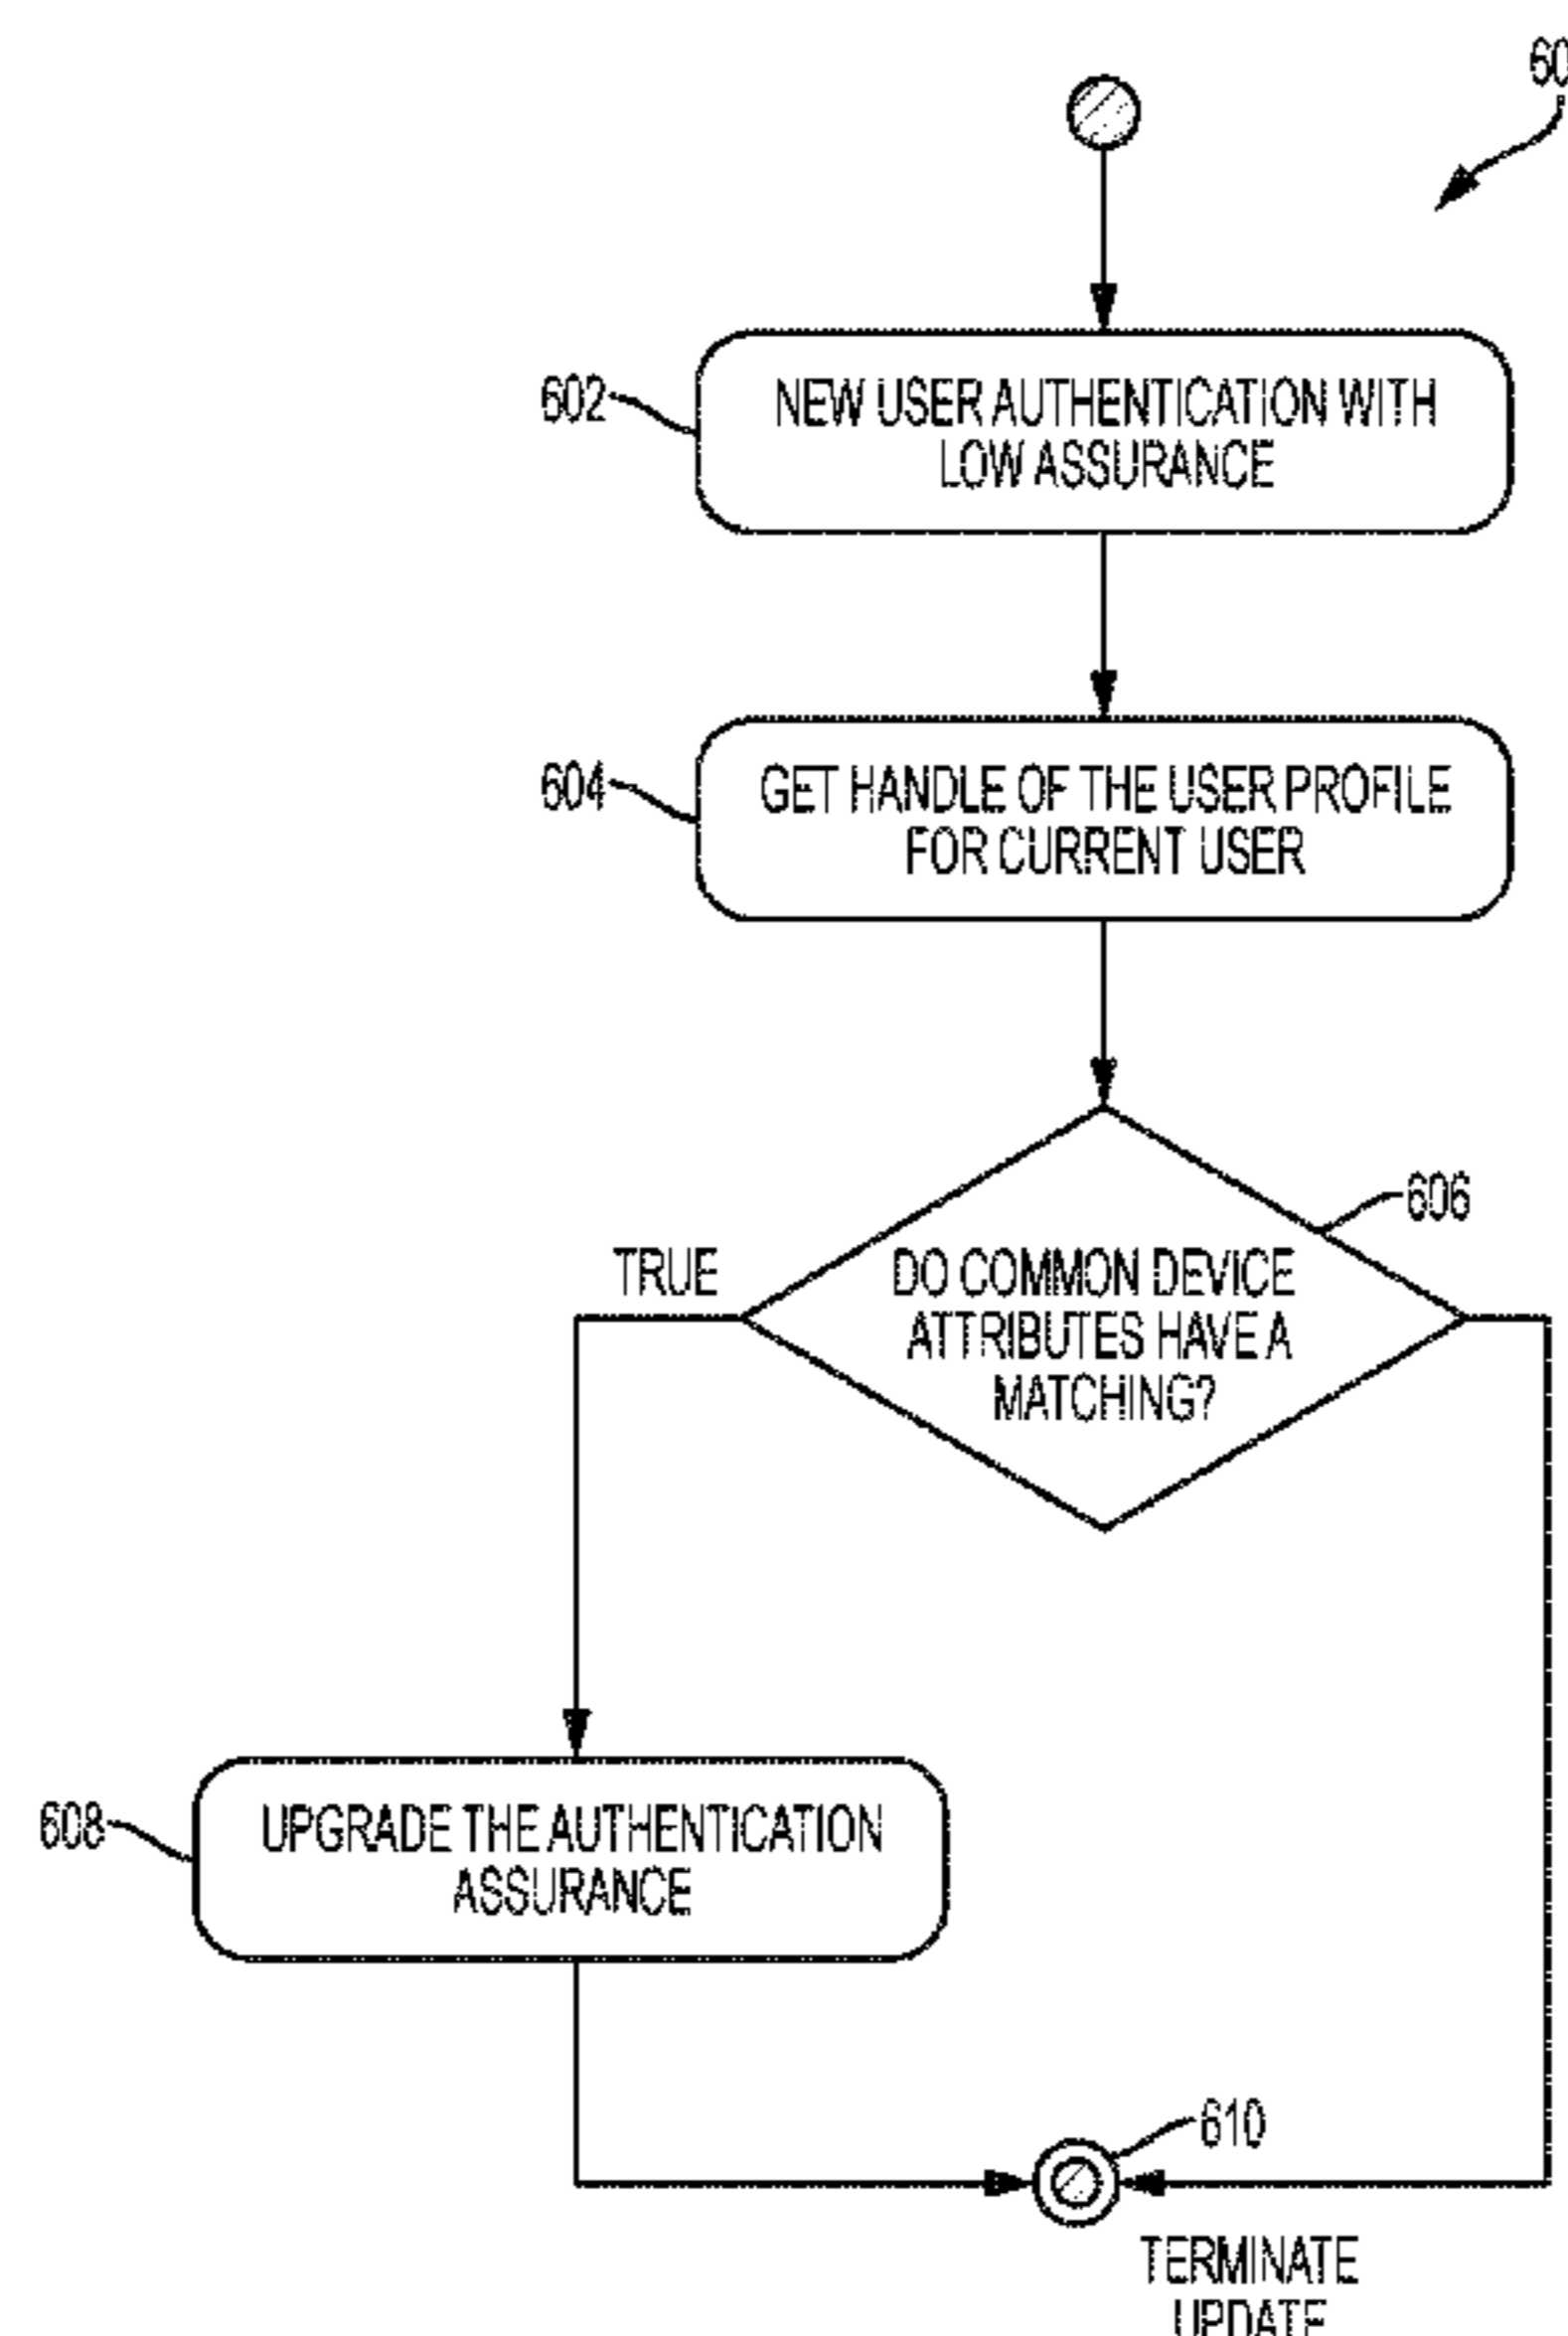 602
NEW USER AUTHENTICATION WITH
LOW ASSURANCE
604
GET HANDLE OF THE USER PROFILE
FOR CURRENT USER
606
TRUE
DO COMMON DEVICE
ATTRIBUTES HAVE A
MATCHING?
608
UPGRADE THE AUTHENTICATION
ASSURANCE
610
TERMINATE
UPDATE